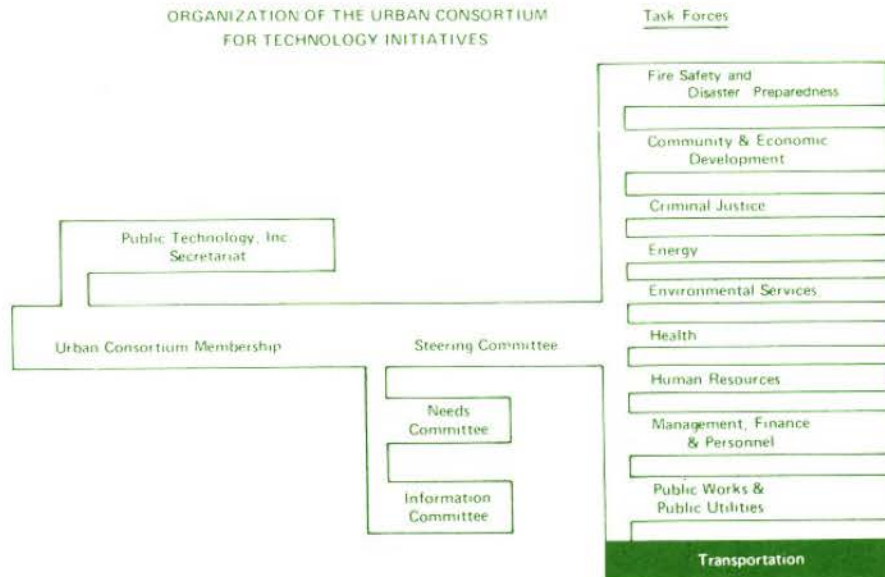 ORGANIZATION OF THE URBAN CONSORTIUM
FOR TECHNOLOGY INITIATIVES
Task Forces
Fire Safety and
Disaster Preparedness
Community & Economic
Development
Criminal Justice
Public Technology, Inc.
Secretariat
Energy
Environmental Services
Urban Consortium Membership
Steering Committee
Health
Human Resources
Needs
Committee
Management, Finance
& Personnel
Information
Committee
Public Works &
Public Utilities
Transportation